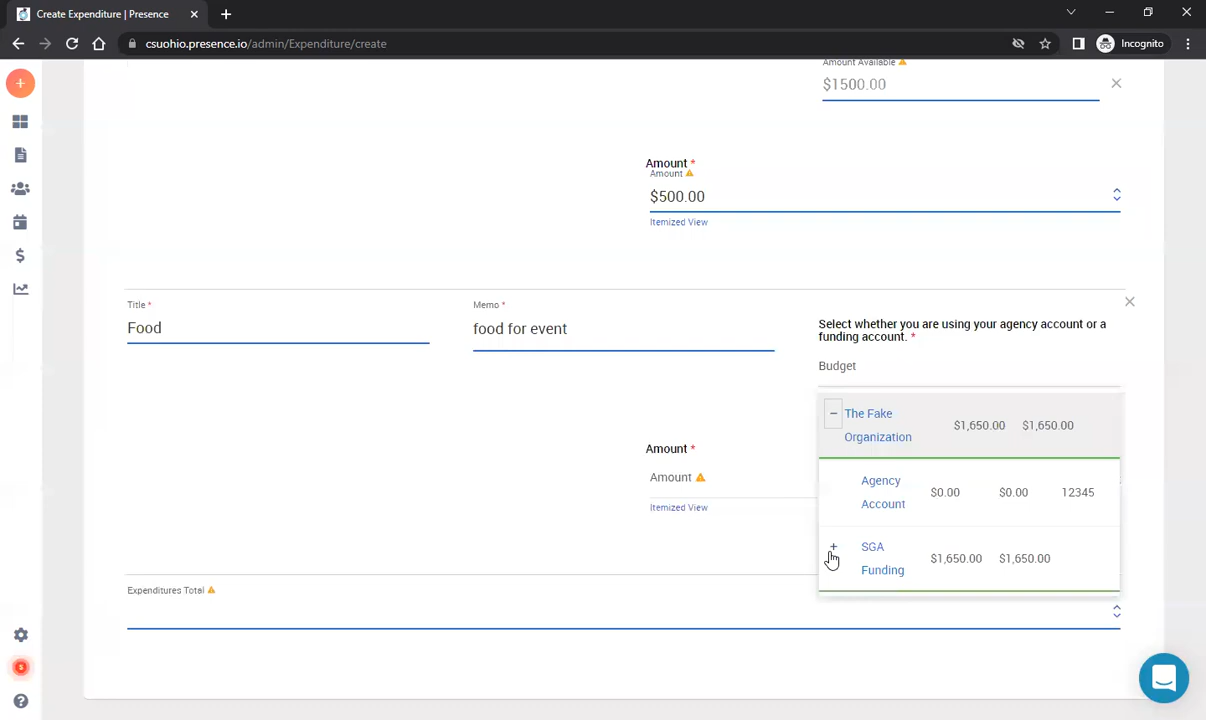 Create Expenditure | Presence
csuohio.presence.io/admin/Expenditure/create
Incognito
Amount Available
$1500.00
Amount *
Amount
$500.00
Itemized View
Title *
Food
Memo *
food for event
Select whether you are using your agency account or a
funding account. *
Budget
The Fake
Organization
$1,650.00 $1,650.00
Amount *
Amount
Itemized View
Agency
Account
$0.00 $0.00 12345
SGA
Funding
$1,650.00 $1,650.00
Expenditures Total